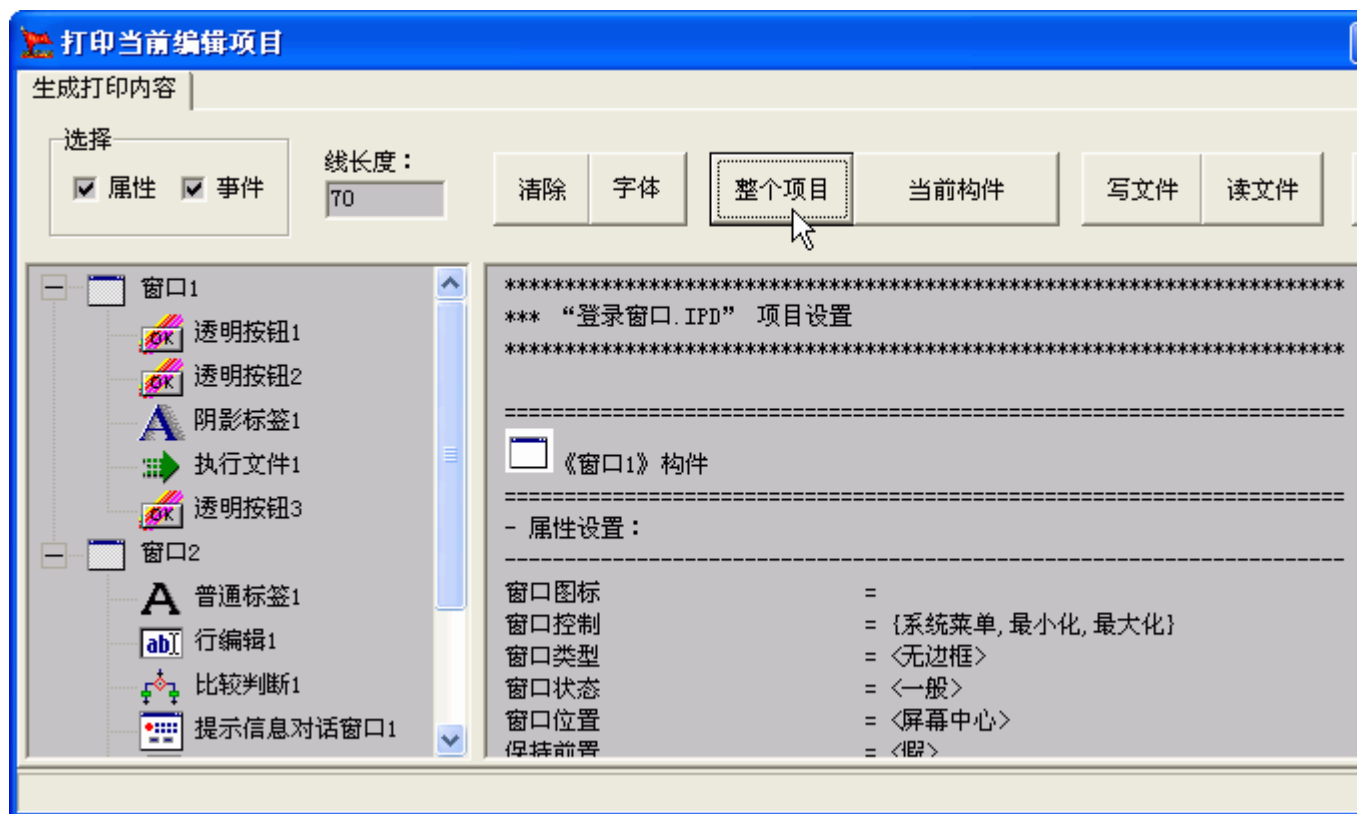 打印当前编辑项目
生成打印内容
选择
属性 事件
线长度：
70
清除 字体 整个项目 当前构件 写文件 读文件
窗口1
透明按钮1
透明按钮2
阴影标签1
执行文件1
透明按钮3
窗口2
普通标签1
行编辑1
比较判断1
提示信息对话窗口1
**********************************************************************
*** “登录窗口.IPD” 项目设置
**********************************************************************
======================================================================
《窗口1》构件
======================================================================
- 属性设置：
----------------------------------------------------------------------
窗口图标 =
窗口控制 = {系统菜单,最小化,最大化}
窗口类型 = <无边框>
窗口状态 = <一般>
窗口位置 = <屏幕中心>
保持前置 = <假>